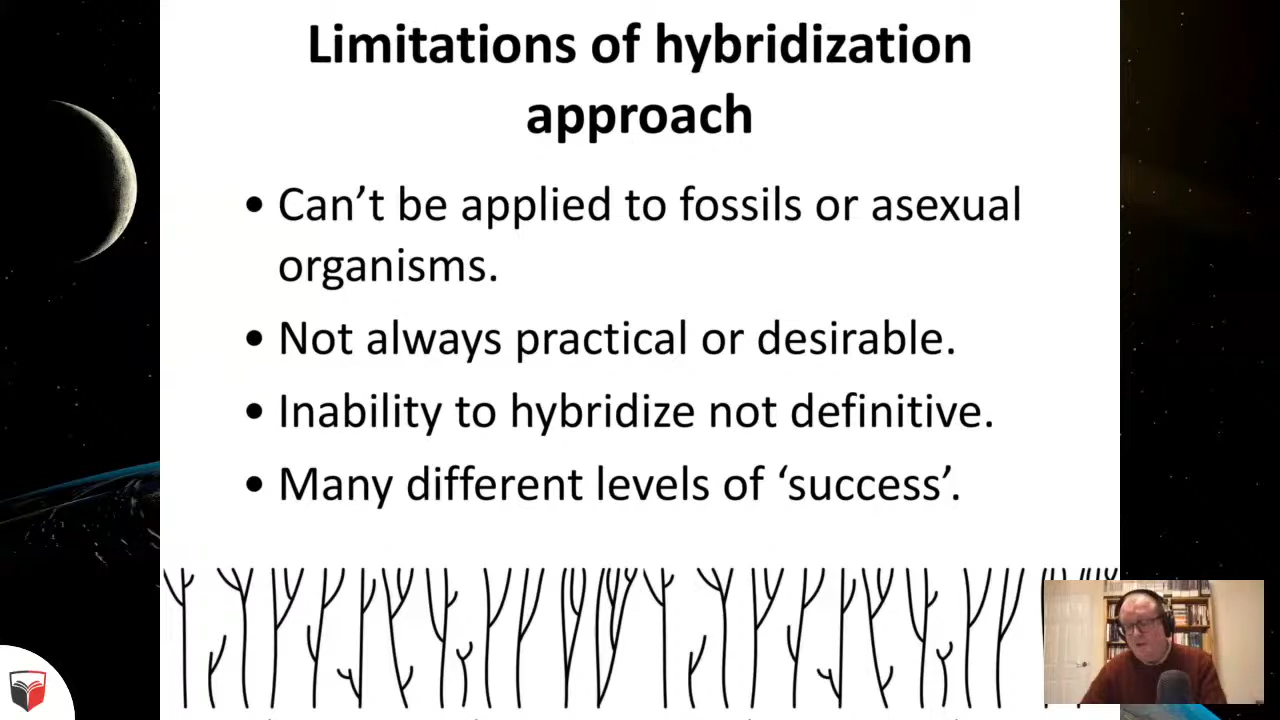 Limitations of hybridization
approach
• Can’t be applied to fossils or asexual
organisms.
• Not always practical or desirable.
• Inability to hybridize not definitive.
• Many different levels of ‘success’.